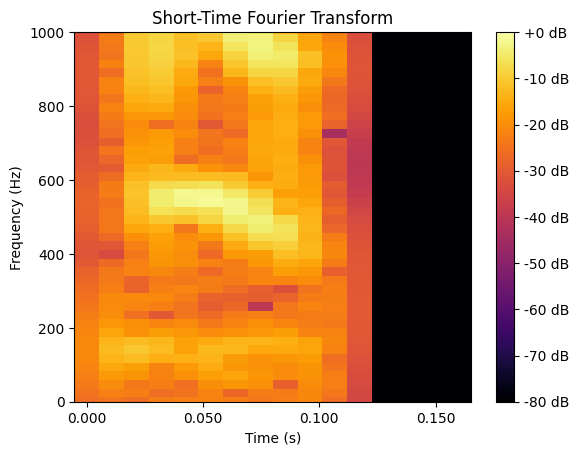 Short-Time Fourier Transform
1000
800
600
400
200
0
Frequency (Hz)
0.000
0.050
0.100
0.150
Time (s)
+0 dB
-10 dB
-20 dB
-30 dB
-40 dB
-50 dB
-60 dB
-70 dB
-80 dB